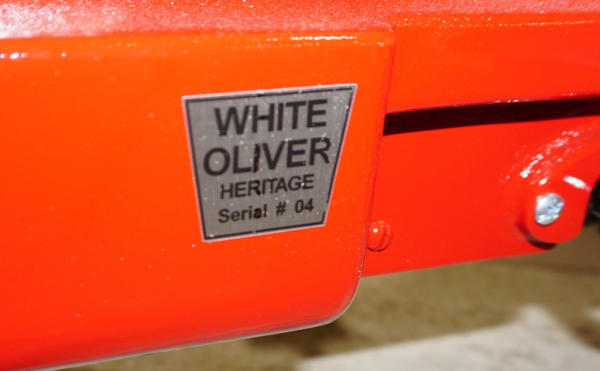 WHITE
OLIVER
HERITAGE
Serial # 04